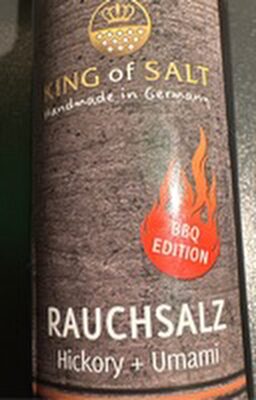 KING of SALT
Handmade in Germany
BBQ
EDITION
RAUCHSALZ
Hickory + Umami